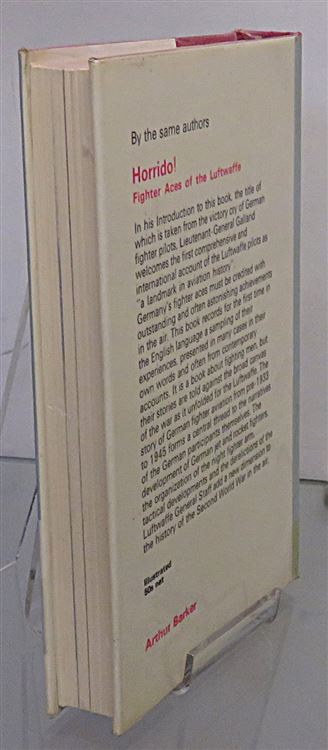 By the same authors
Horrido!
Fighter Aces of the Luftwaffe
In his Introduction to this book, the title of
which is taken from the victory cry of German
fighter pilots, Lieutenant-General Galland
welcomes the first comprehensive and
international account of the Luftwaffe pilots as
"a landmark in aviation history".
Germany's fighter aces must be credited with
outstanding and often astonishing achievements
in the air. This book records for the first time in
the English language a sampling of their
experiences, presented in many cases in their
own words and often from contemporary
accounts. It is a book about fighting men, but
their stories are told against the broad canvas
of the war as it unfolded for the Luftwaffe. The
story of German fighter aviation from pre 1933
to 1945 forms a central thread to the narratives
of the German participants themselves. The
development of German jet and rocket fighters,
the organization of the night fighter arm,
tactical developments and the derelictions of the
Luftwaffe General Staff add a new dimension to
the history of the Second World War in the air.
Illustrated
50s net
Arthur Barker